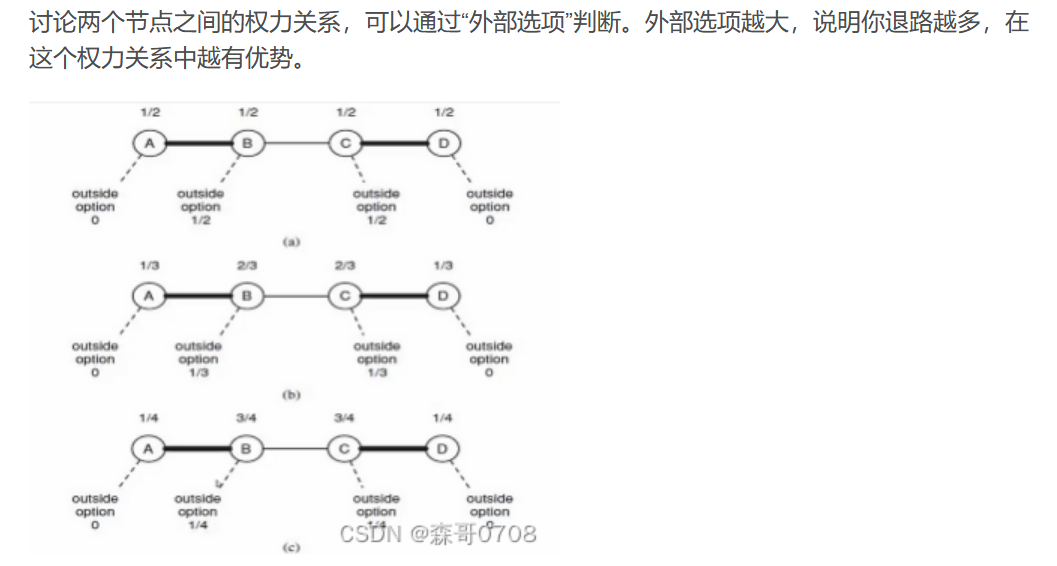 讨论两个节点之间的权力关系，可以通过“外部选项”判断。外部选项越大，说明你退路越多，在
这个权力关系中越有优势。
1/2 1/2 1/2 1/2
A B C D
outside outside outside outside
option option option option
0 1/2 1/2 0
(a)
1/3 2/3 2/3 1/3
A B C D
outside outside outside outside
option option option option
0 1/3 1/3 0
(b)
1/4 3/4 3/4 1/4
A B C D
outside outside outside outside
option option option option
0 1/4 1/4 0
CSDN @森哥0708
(c)